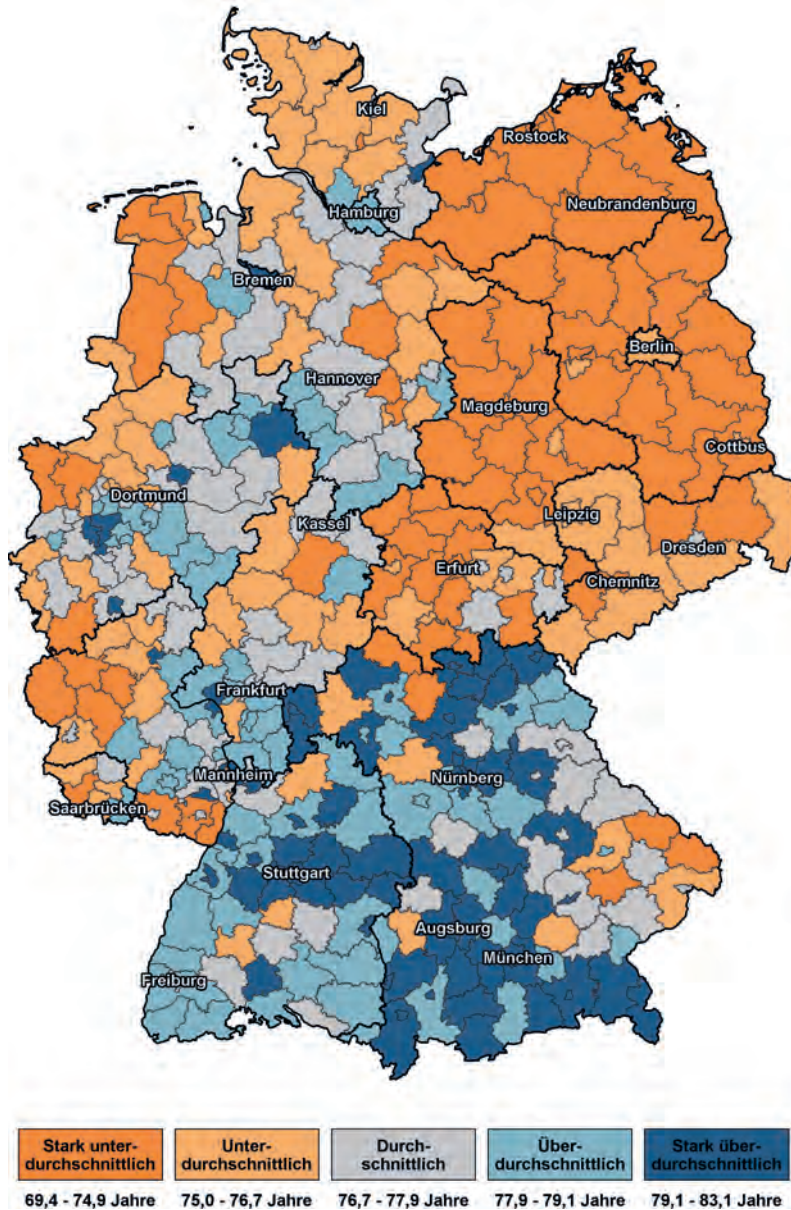 Kiel
Rostock
Neubrandenburg
Hamburg
Bremen
Berlin
Hannover
Magdeburg
Cottbus
Dortmund
Leipzig
Kassel
Dresden
Erfurt
Chemnitz
Frankfurt
Mannheim
Nürnberg
Saarbrücken
Stuttgart
Augsburg
München
Freiburg
Stark unter-
durchschnittlich
Unter-
durchschnittlich
Durch-
schnittlich
Über-
durchschnittlich
Stark über-
durchschnittlich
69,4 - 74,9 Jahre
75,0 - 76,7 Jahre
76,7 - 77,9 Jahre
77,9 - 79,1 Jahre
79,1 - 83,1 Jahre